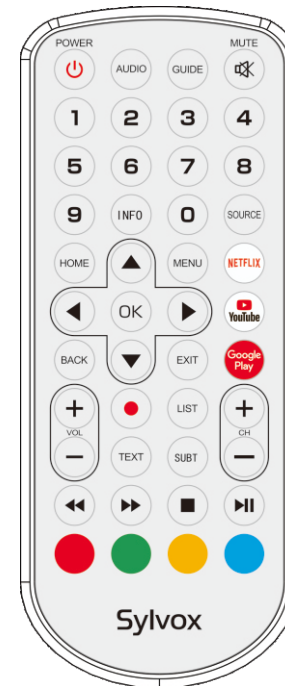 POWER MUTE
AUDIO GUIDE
1 2 3 4
5 6 7 8
9 INFO 0 SOURCE
HOME MENU NETFLIX
OK YouTube
BACK EXIT Google
Play
+ LIST +
VOL CH
- TEXT SUBT -
Sylvox